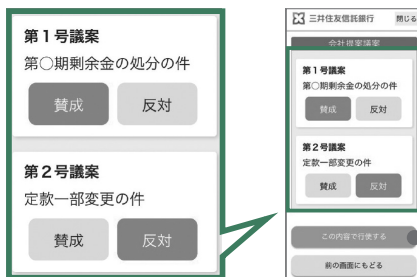 第1号議案
第○期剰余金の処分の件
賛成 反対
第2号議案
定款一部変更の件
賛成 反対
三井住友信託銀行 閉じる
会社提案議案
第1号議案
第○期剰余金の処分の件
賛成 反対
第2号議案
定款一部変更の件
賛成 反対
この内容で行使する
前の画面にもどる